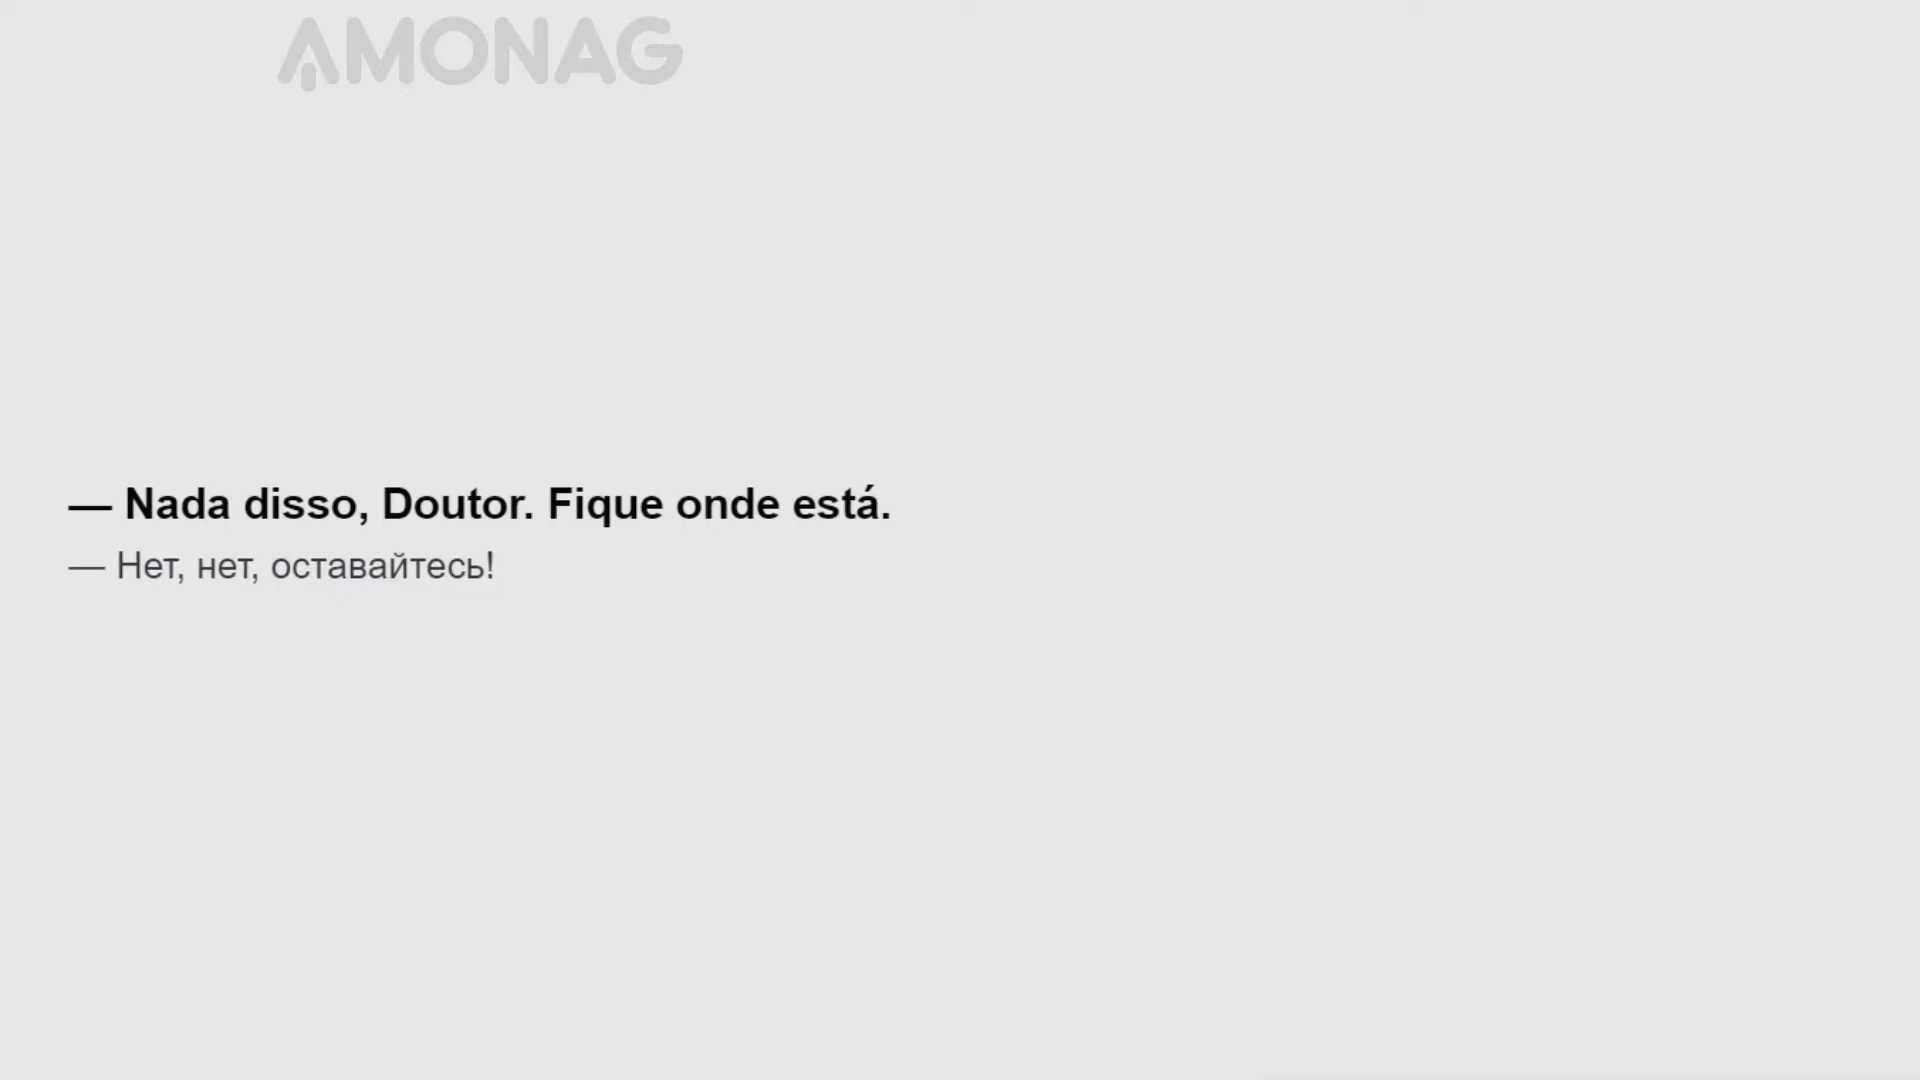 AMONAG
— Nada disso, Doutor. Fique onde está.
— Нет, нет, оставайтесь!